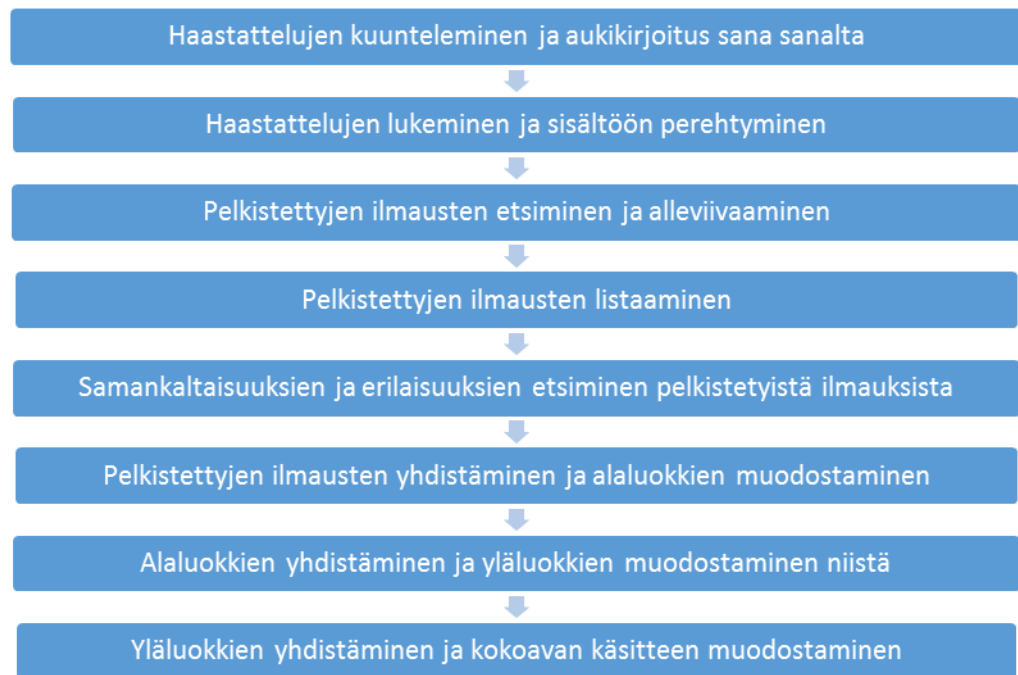 Haastattelujen kuunteleminen ja aukikirjoitus sana sanalta
Haastattelujen lukeminen ja sisältöön perehtyminen
Pelkistettyjen ilmausten etsiminen ja alleviivaaminen
Pelkistettyjen ilmausten listaaminen
Samankaltaisuuksien ja erilaisuuksien etsiminen pelkistetyistä ilmauksista
Pelkistettyjen ilmausten yhdistäminen ja alaluokkien muodostaminen
Alaluokkien yhdistäminen ja yläluokkien muodostaminen niistä
Yläluokkien yhdistäminen ja kokoavan käsitteen muodostaminen